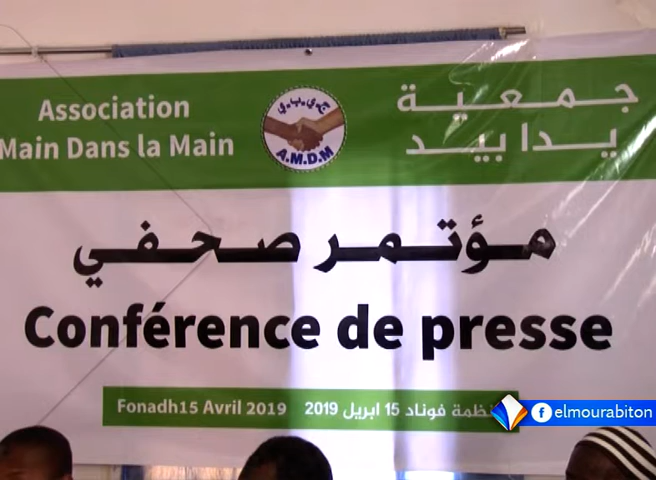 Association
Main Dans la Main
ج.ي.ب.ي
A.M.D.M
جمعية
يدا بيد
مؤتمر صحفي
Conférence de presse
Fonadh15 Avril 2019
فوناد 15 ابريل 2019
elmourabiton